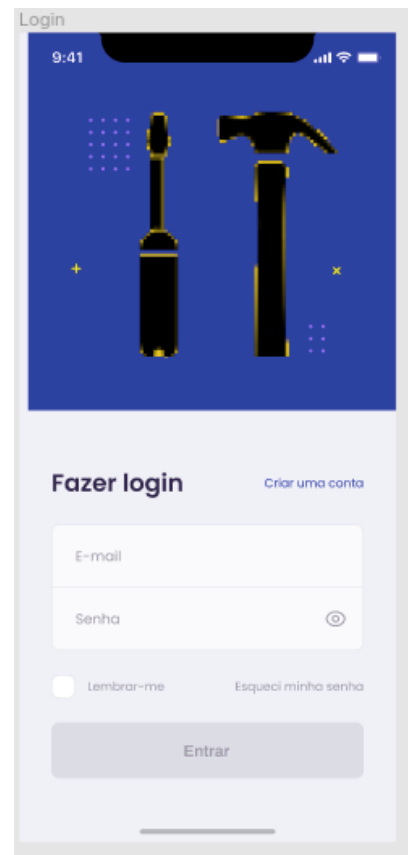 Login
9:41
Fazer login
Criar uma conta
E-mail
Senha
Lembrar-me
Esqueci minha senha
Entrar